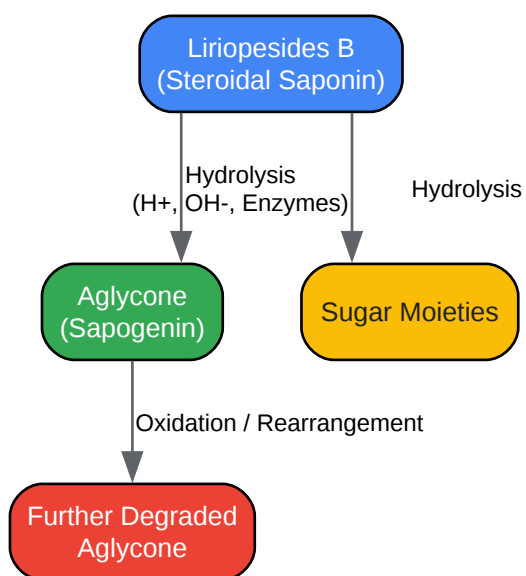 Liriopesides B
(Steroidal Saponin)
Hydrolysis
(H+, OH-, Enzymes)
Hydrolysis
Aglycone
(Sapogenin)
Sugar Moieties
Oxidation / Rearrangement
Further Degraded
Aglycone